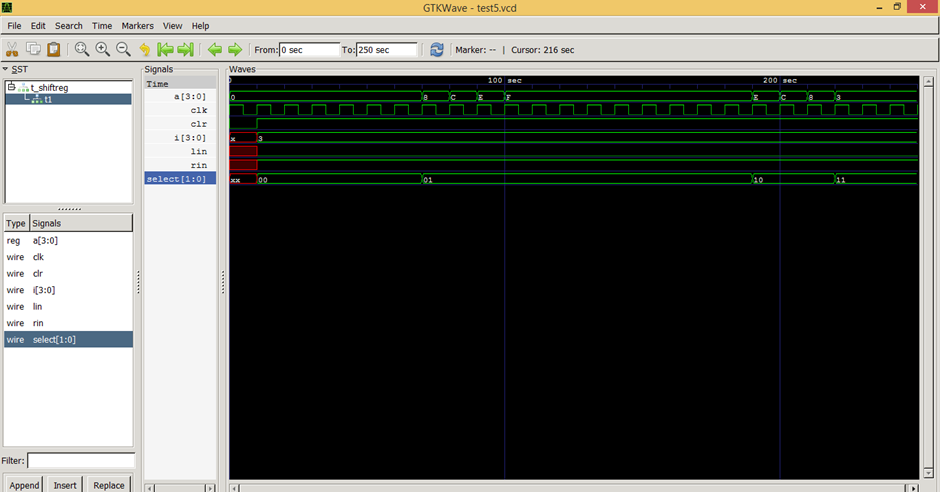 GTKWave - test5.vcd
File Edit Search Time Markers View Help
From: 0 sec To: 250 sec Marker: -- | Cursor: 216 sec
SST
t_shiftreg
t1
Type Signals
reg a[3:0]
wire clk
wire clr
wire i[3:0]
wire lin
wire rin
wire select[1:0]
Filter:
Append Insert Replace
Signals
Time
a[3:0]
clk
clr
i[3:0]
lin
rin
select[1:0]
Waves
0 100 sec 200 sec
0 8 C E F E C 8 3
x 3
xx 00 01 10 11